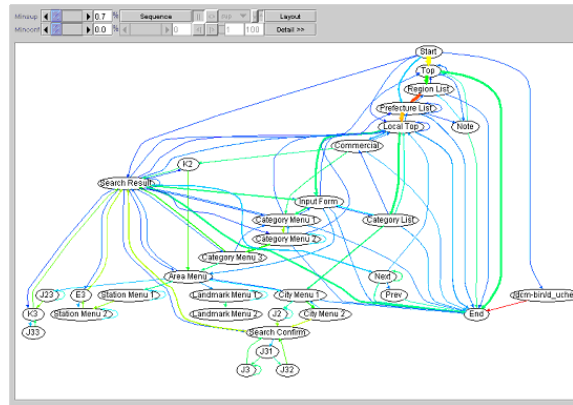 Minsup 0.7 % Sequence Layout
Minconf 0.0 % 0 1 100 Detail >>
Start
Top
Region List
Prefecture List
Local Top Note
Commercial
K2
Search Result
Input Form
Category Menu 1 Category List
Category Menu 2
Category Menu 3
Area Menu Next
J23 E3 Station Menu 1 Landmark Menu 1 City Menu 1 Prev
K3 Station Menu 2 Landmark Menu 2 J2 City Menu 2 End
J33 Search Confirm
J31
J3 J32